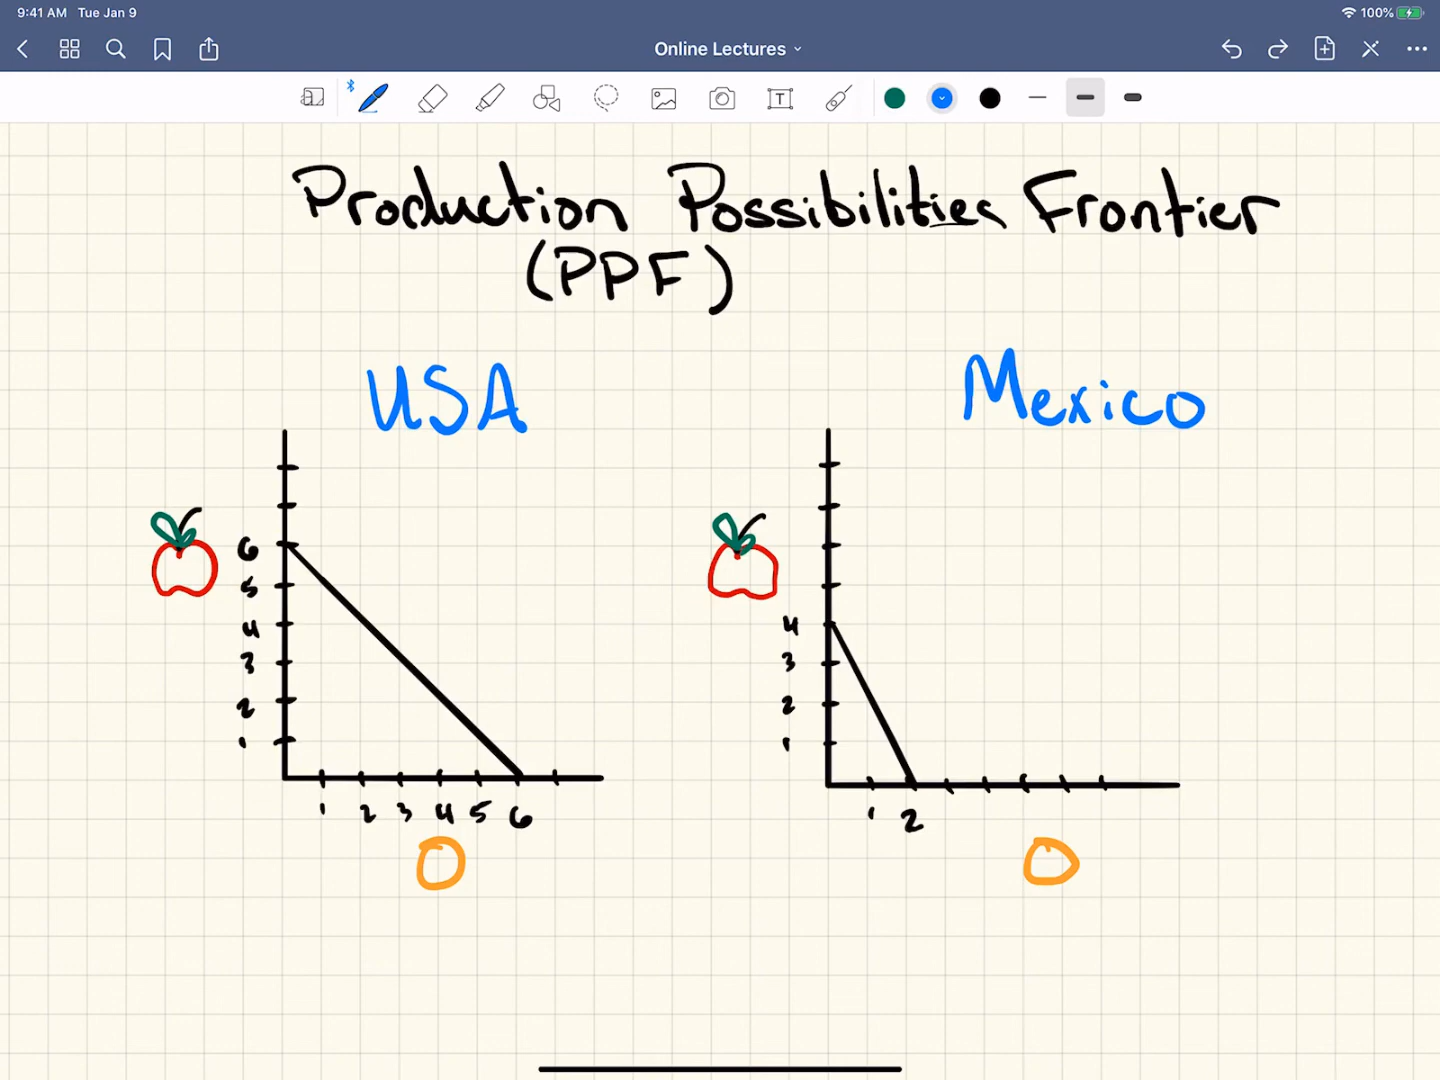 9:41 AM Tue Jan 9
100%
Online Lectures
Production Possibilities Frontier
(PPF)
USA
Mexico
6
5
4
3
2
1
1 2 3 4 5 6
4
3
2
1
1 2